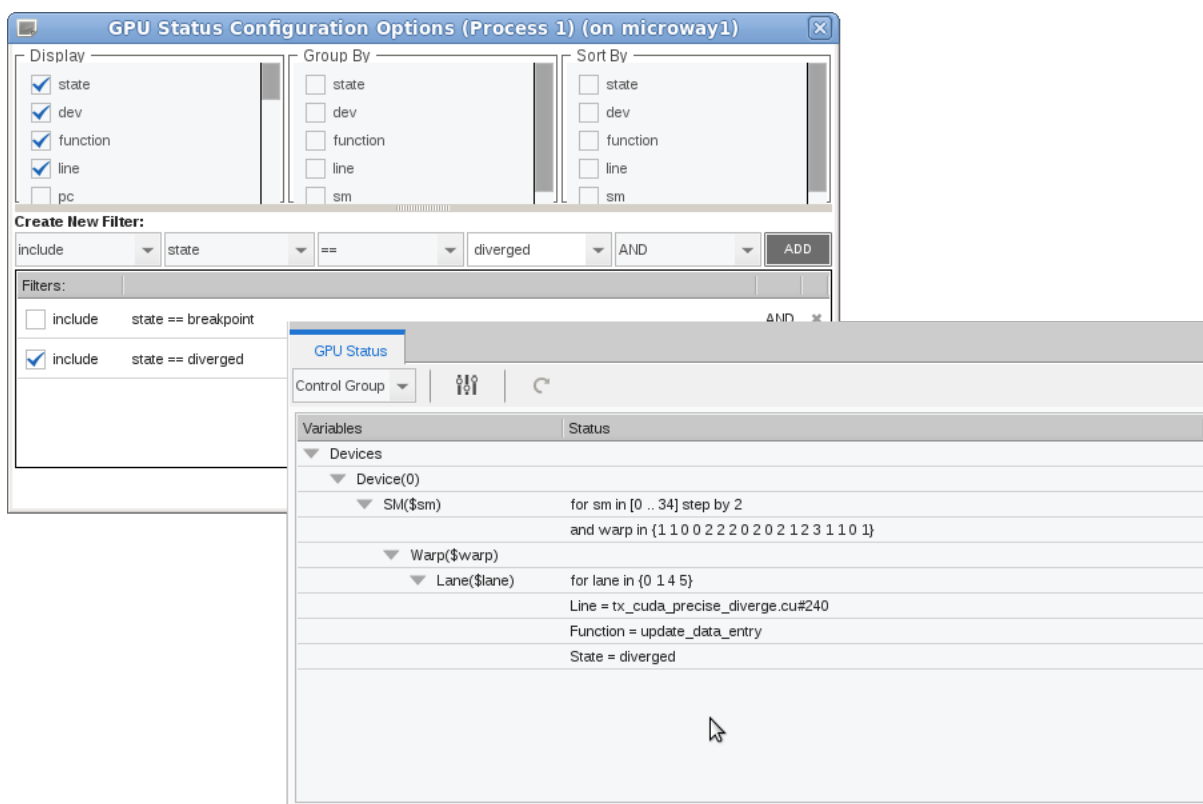 GPU Status Configuration Options (Process 1) (on microway1)
Display Group By Sort By
state state state
dev dev dev
function function function
line line line
pc sm sm
Create New Filter:
include state == diverged AND ADD
Filters:
include state == breakpoint AND
include state == diverged
GPU Status
Control Group
Variables Status
Devices
Device(0)
SM($sm) for sm in [0 .. 34] step by 2
and warp in {1 1 0 0 2 2 2 0 2 0 2 1 2 3 1 1 0 1}
Warp($warp)
Lane($lane) for lane in {0 1 4 5}
Line = tx_cuda_precise_diverge.cu#240
Function = update_data_entry
State = diverged